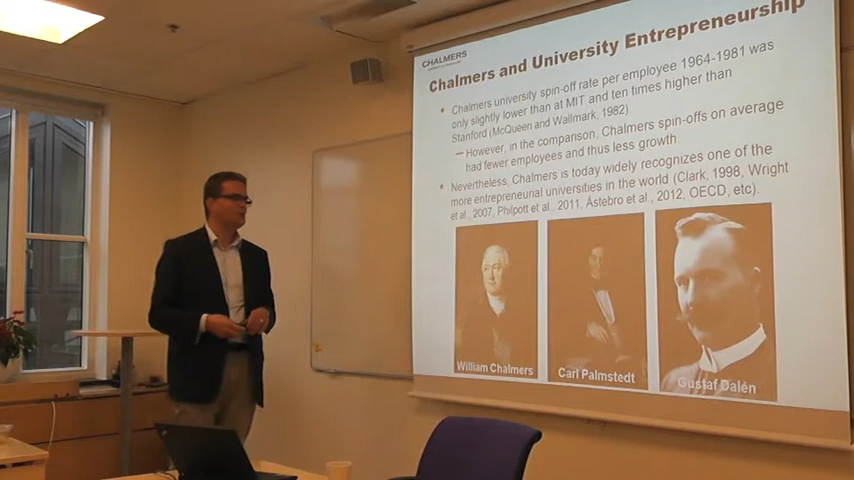 CHALMERS
Chalmers and University Entrepreneurship
• Chalmers university spin-off rate per employee 1964-1981 was
only slightly lower than at MIT and ten times higher than
Stanford (McQueen and Wallmark, 1982)
– However, in the comparison, Chalmers spin-offs on average
had fewer employees and thus less growth
• Nevertheless, Chalmers is today widely recognizes as one of the
more entrepreneurial universities in the world (Clark, 1998, Wright
et al., 2007, Philpott et al., 2011, Åstebro et al., 2012, OECD, etc)
William Chalmers
Carl Palmstedt
Gustaf Dalén